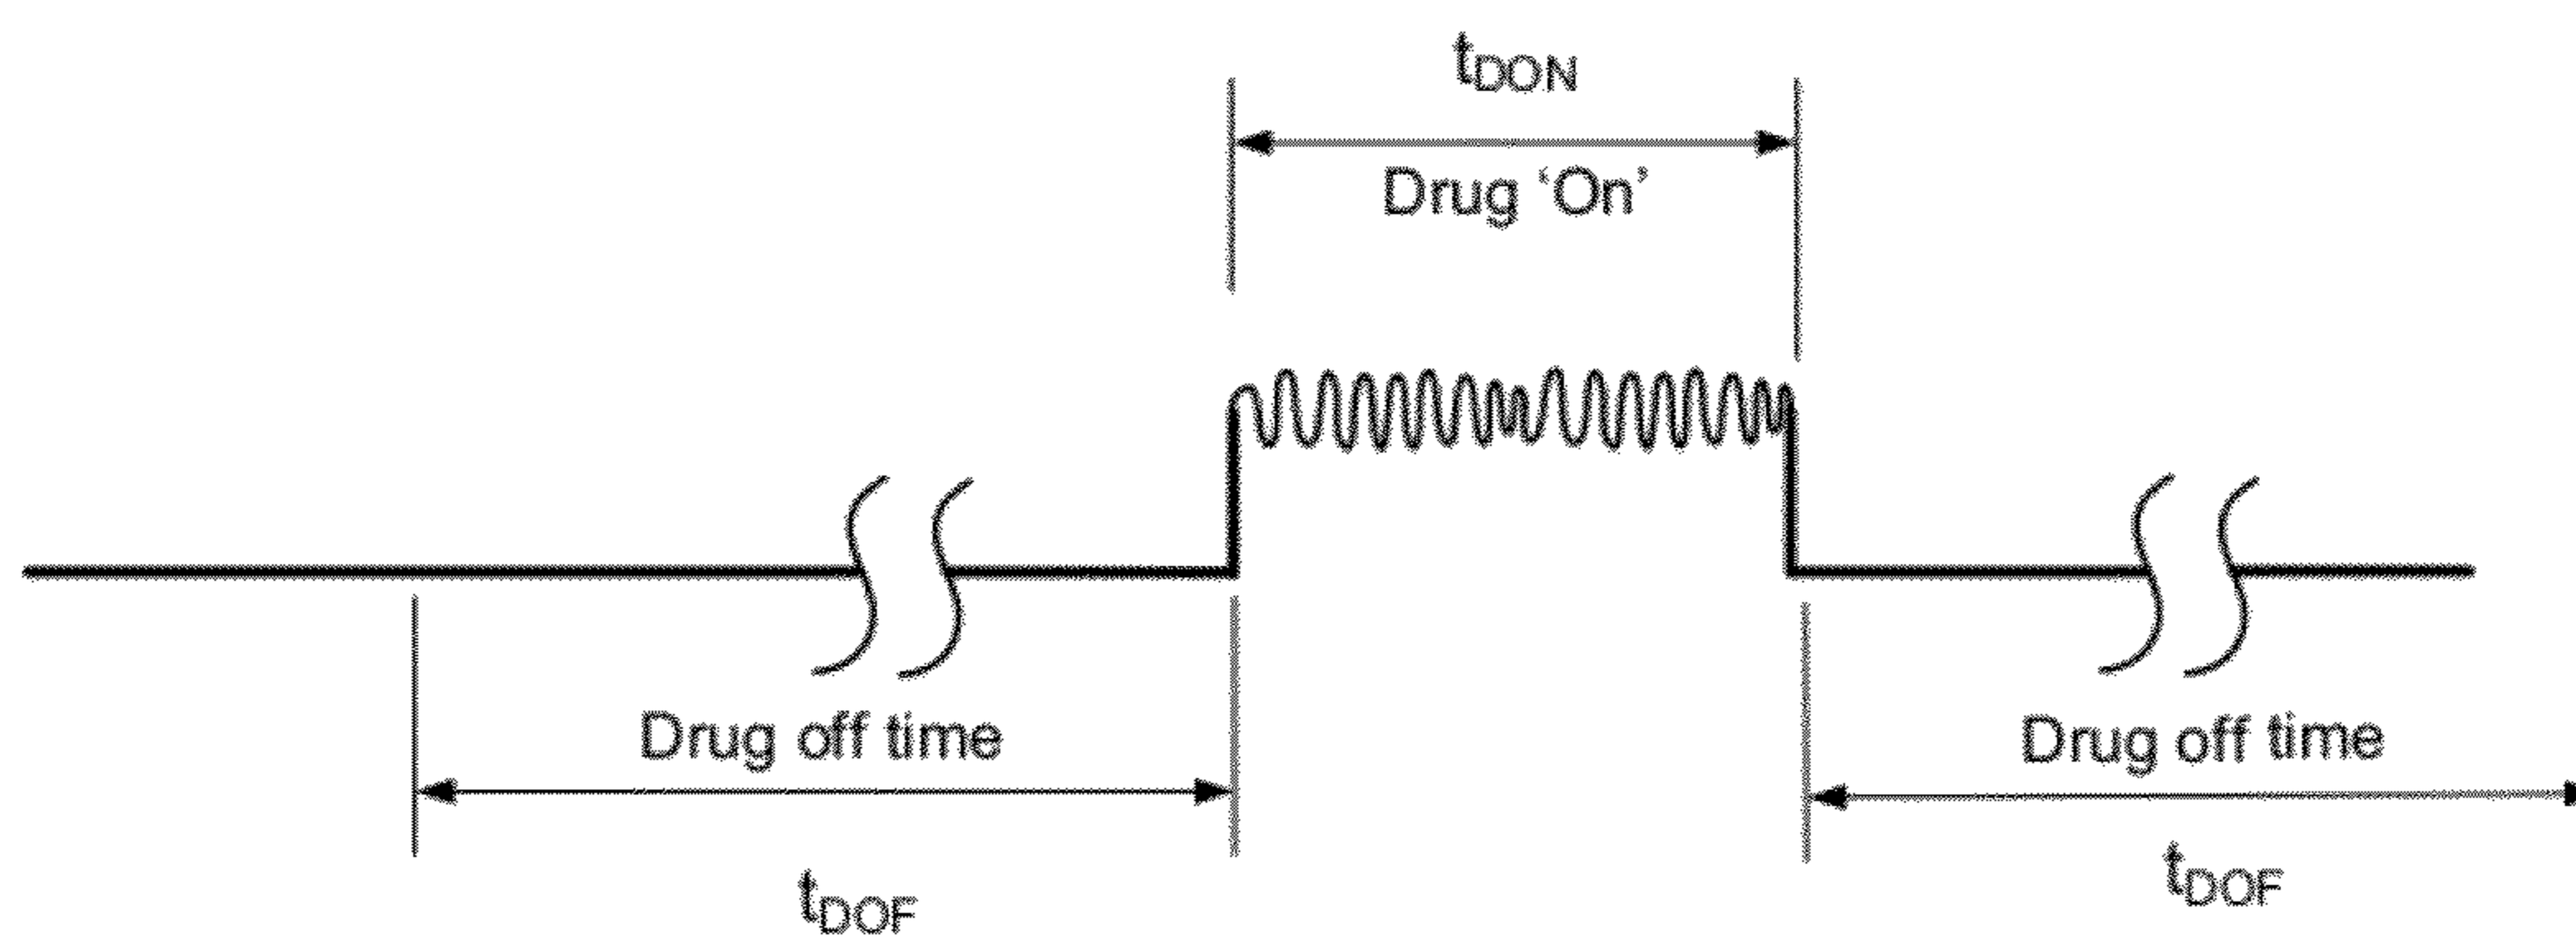 tDON
Drug ‘On’
Drug off time
Drug off time
tDOF
tDOF